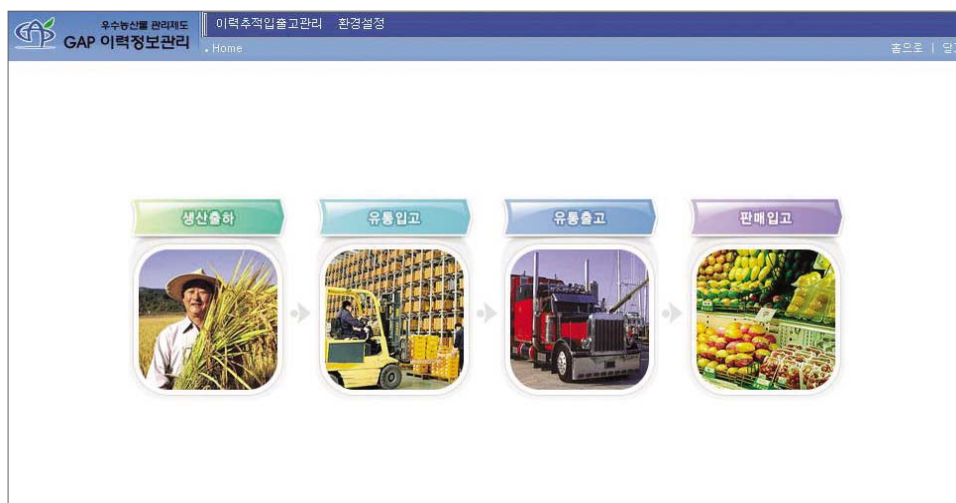 우수농산물 관리제도
GAP 이력정보관리
이력추적입출고관리 환경설정
Home
홈으로 |
생산출하
유통입고
유통출고
판매입고